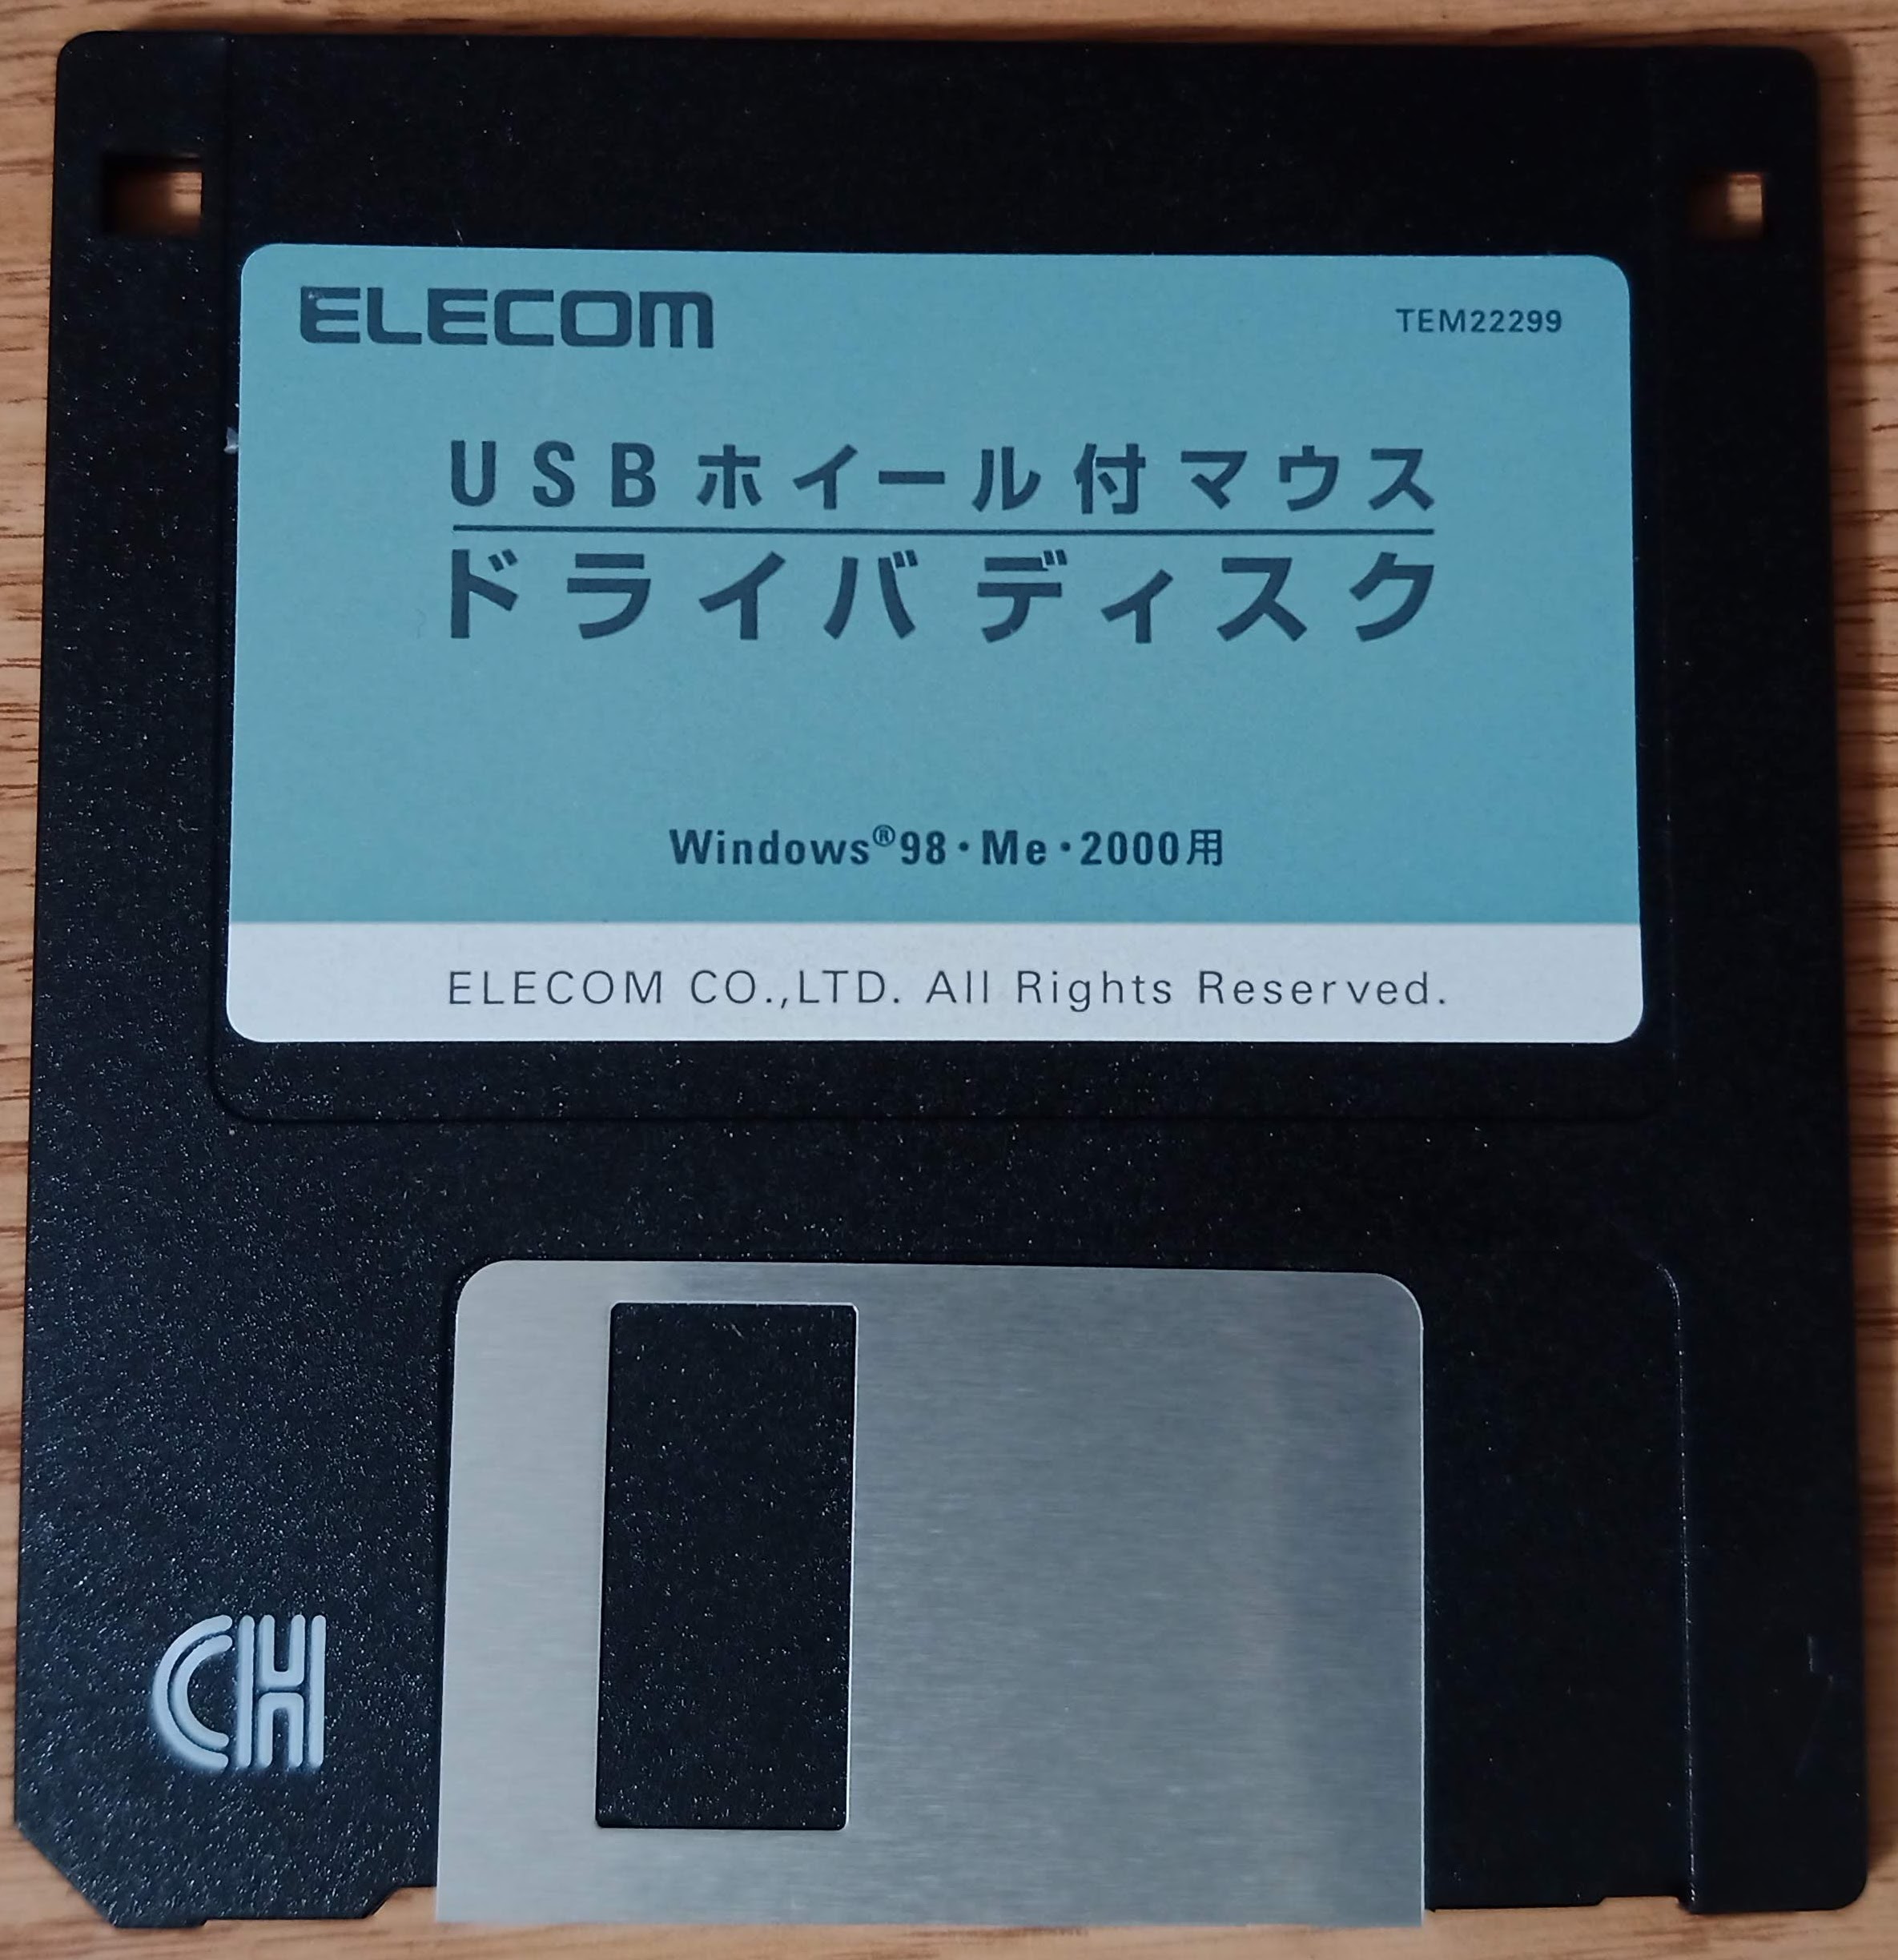 ELECOM
TEM22299
USBホイール付マウス
ドライバ ディスク
Windows®98・Me・2000用
ELECOM CO.,LTD. All Rights Reserved.
CH